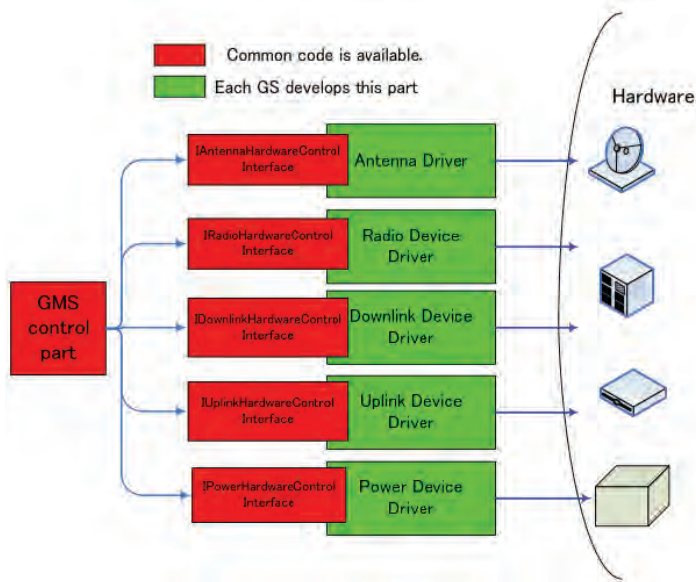 Common code is available.
Each GS develops this part
Hardware
IAntennaHardwareControl
Interface
Antenna Driver
IRadioHardwareControl
Interface
Radio Device
Driver
GMS
control
part
IDownlinkHardwareControl
Interface
Downlink Device
Driver
IUplinkHardwareControl
Interface
Uplink Device
Driver
IPowerHardwareControl
Interface
Power Device
Driver